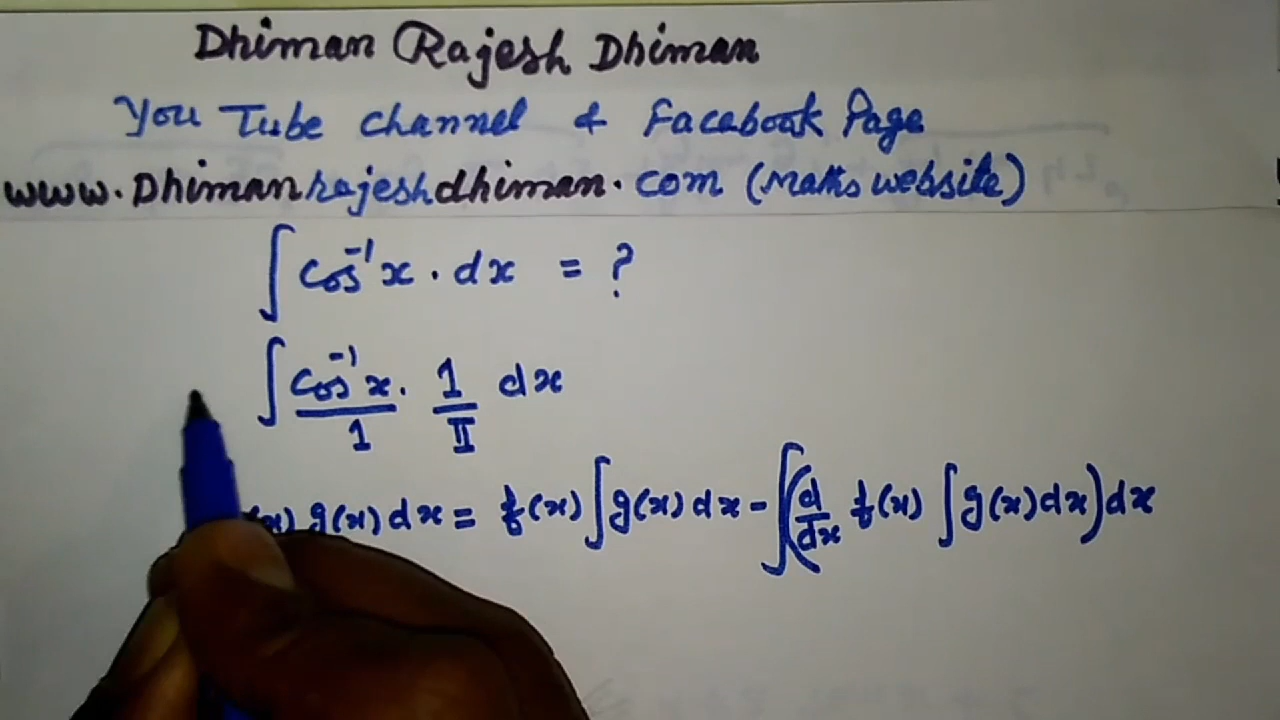 Dhiman Rajesh Dhiman
You Tube channel & Facebook Page
www.Dhimanrajeshdhiman.com (Maths website)
∫ cos⁻¹x . dx = ?
∫ cos⁻¹x/1 . 1/II dx
(x) g(x) dx = f(x) ∫ g(x) dx - ∫ (d/dx f(x) ∫ g(x) dx) dx